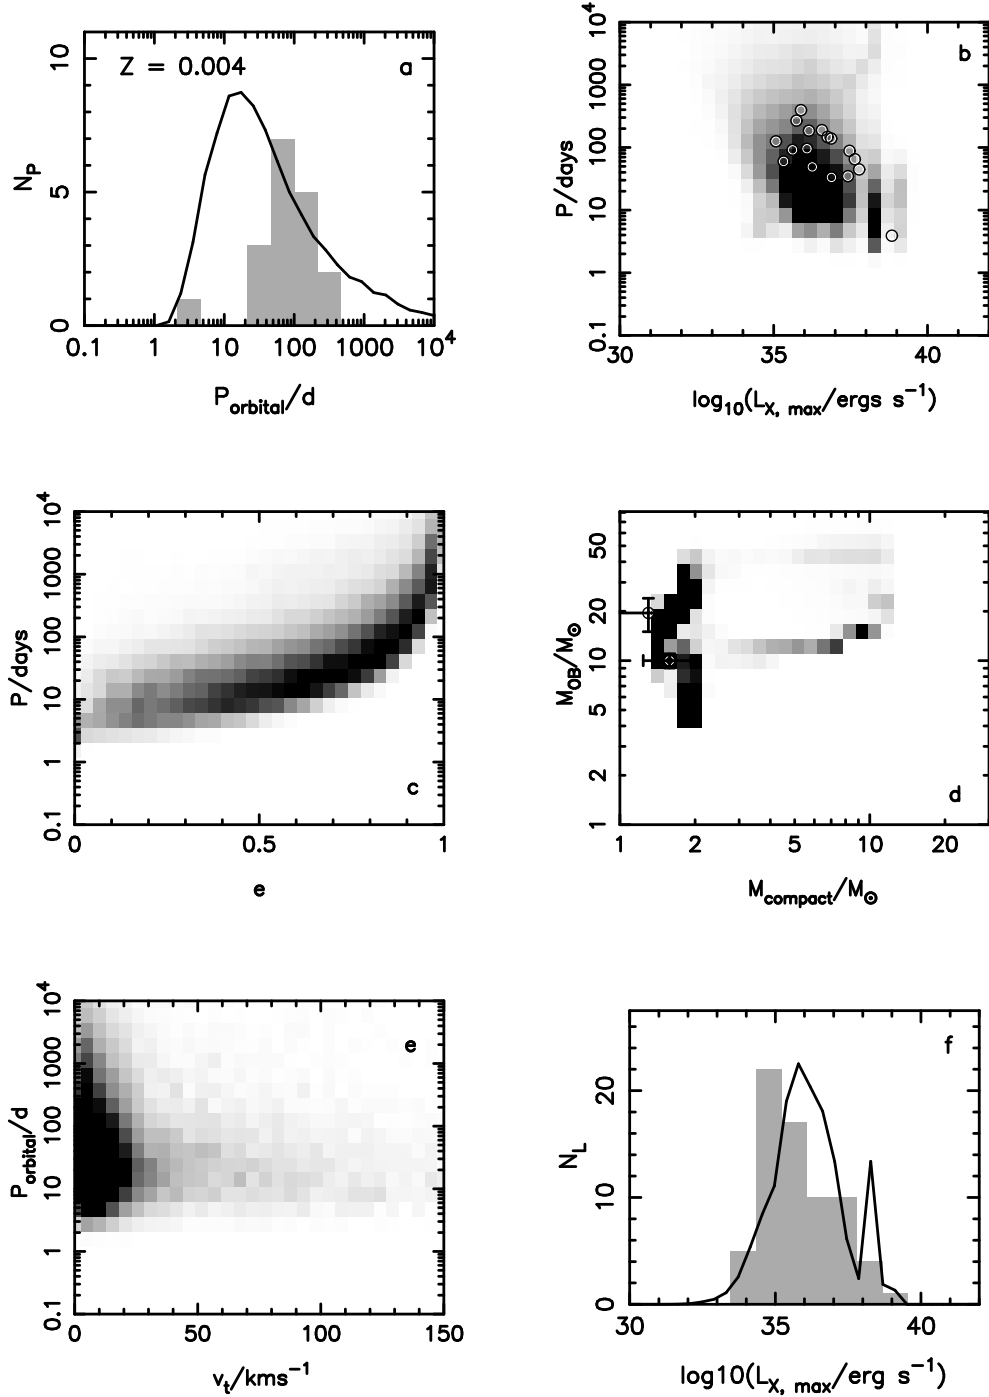 Z = 0.004
a
10
5
0
N_P
0.1 1 10 100 1000 10^4
P_orbital/d
b
10^4
1000
100
10
1
0.1
P/days
30 35 40
log_10(L_X, max/ergs s^-1)
10^4
1000
100
10
1
0.1
P/days
c
0 0.5 1
e
50
20
10
5
2
1
M_OB/M_⊙
d
1 2 5 10 20
M_compact/M_⊙
e
10^4
1000
100
10
1
0.1
P_orbital/d
0 50 100 150
v_t/kms^-1
f
20
10
0
N_L
30 35 40
log10(L_X, max/erg s^-1)